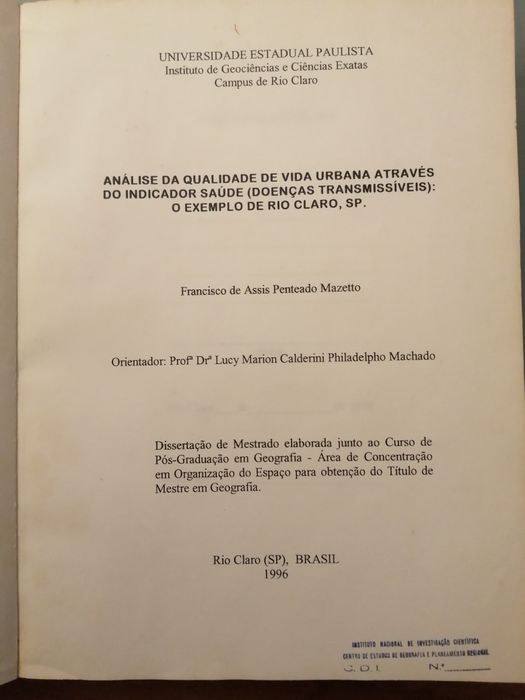 UNIVERSIDADE ESTADUAL PAULISTA
Instituto de Geociências e Ciências Exatas
Campus de Rio Claro
ANÁLISE DA QUALIDADE DE VIDA URBANA ATRAVÉS
DO INDICADOR SAÚDE (DOENÇAS TRANSMISSÍVEIS):
O EXEMPLO DE RIO CLARO, SP.
Francisco de Assis Penteado Mazetto
Orientador: Profª Drª Lucy Marion Calderini Philadelpho Machado
Dissertação de Mestrado elaborada junto ao Curso de
Pós-Graduação em Geografia - Área de Concentração
em Organização do Espaço para obtenção do Título de
Mestre em Geografia.
Rio Claro (SP), BRASIL
1996
INSTITUTO NACIONAL DE INVESTIGAÇÃO CIENTÍFICA
CENTRO DE ESTUDOS DE GEOGRAFIA E PLANEAMENTO REGIONAL
C. D. I. N.º